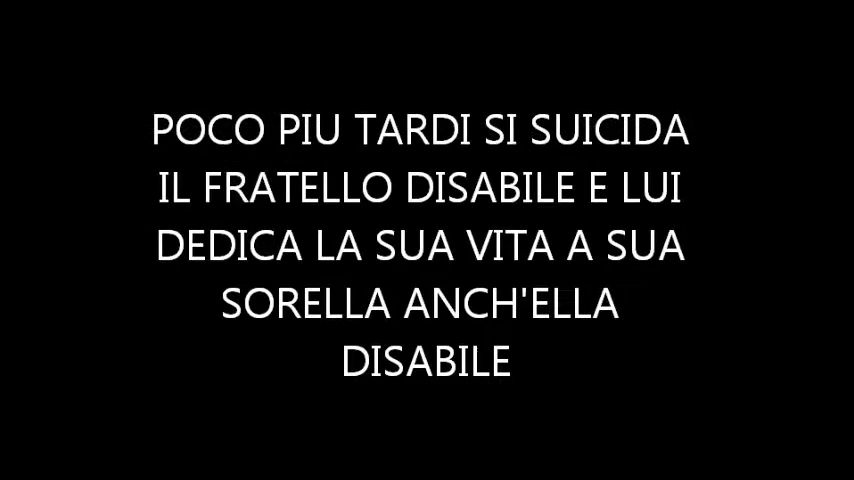 POCO PIU TARDI SI SUICIDA
IL FRATELLO DISABILE E LUI
DEDICA LA SUA VITA A SUA
SORELLA ANCH'ELLA
DISABILE